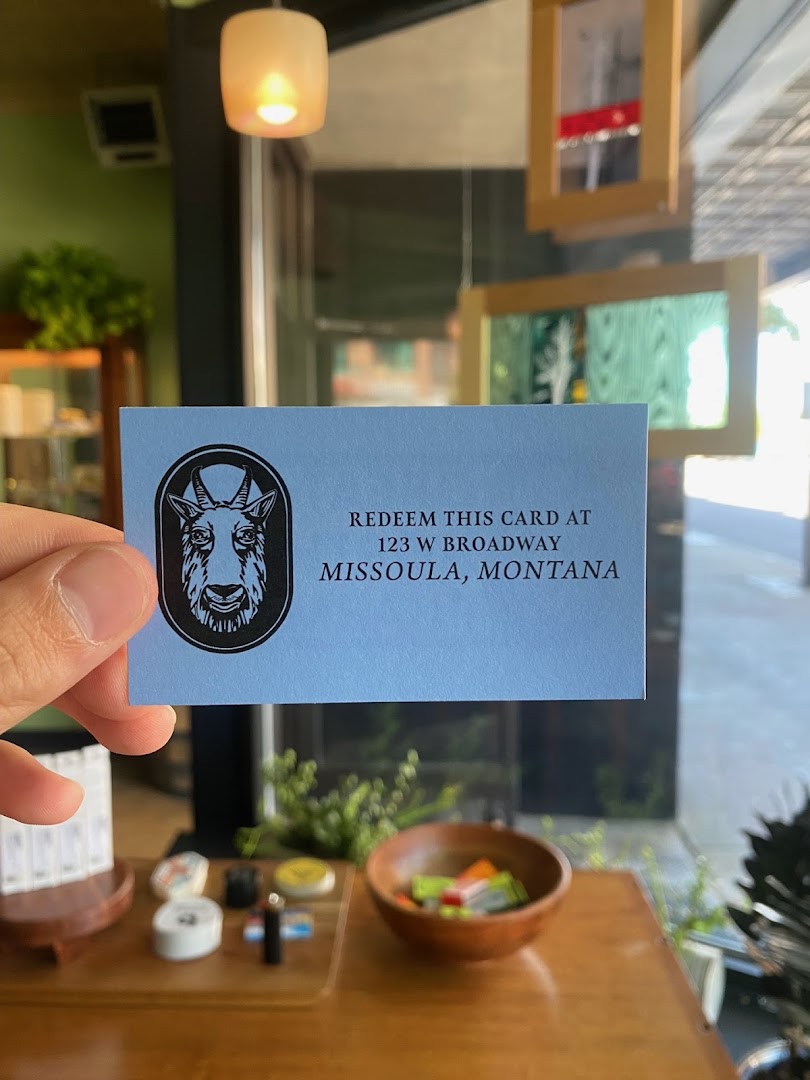 REDEEM THIS CARD AT
123 W BROADWAY
MISSOULA, MONTANA